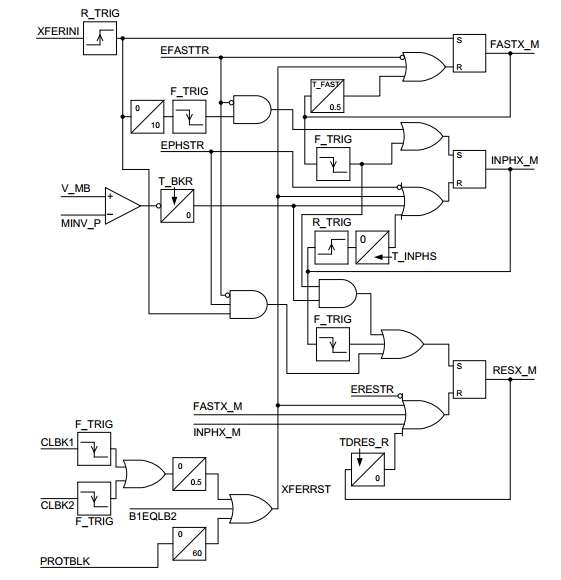 R_TRIG
XFERINI
S
FASTX_M
R
EFASTTR
T_FAST
0.5
F_TRIG
0
10
EPHSTR
F_TRIG
S
INPHX_M
R
V_MB
+
T_BKR
0
MINV_P
−
R_TRIG
0
T_INPHS
F_TRIG
S
RESX_M
R
ERESTR
FASTX_M
INPHX_M
F_TRIG
CLBK1
TDRES_R
0
0
0.5
XFERRST
CLBK2
F_TRIG
B1EQLB2
0
60
PROTBLK